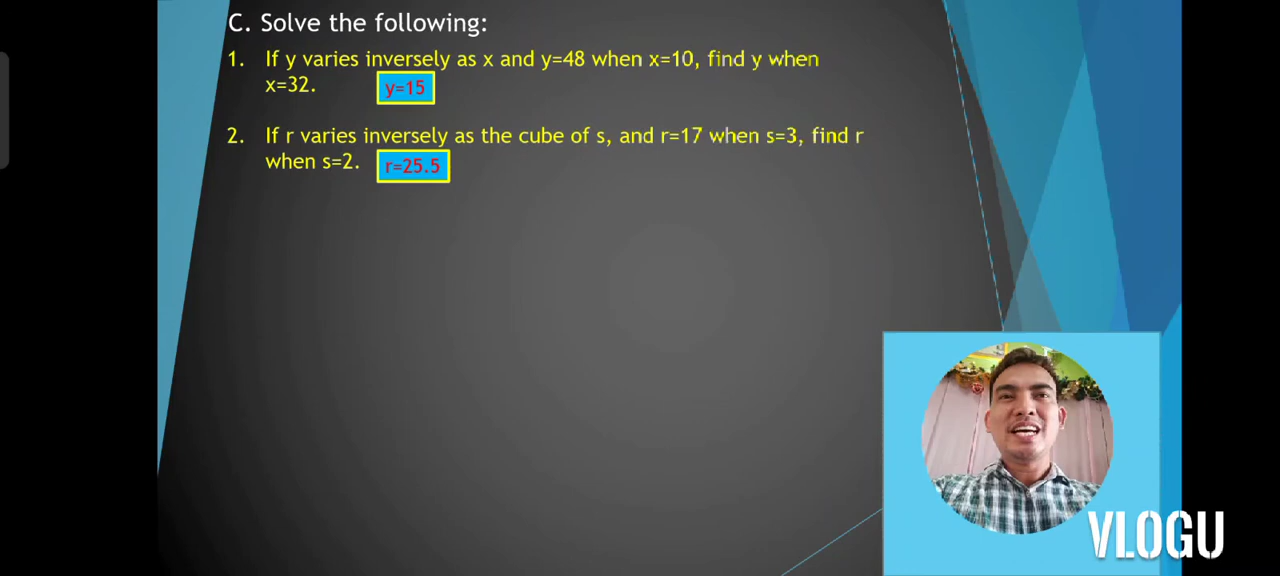 C. Solve the following:
1. If y varies inversely as x and y=48 when x=10, find y when
x=32.
y=15
2. If r varies inversely as the cube of s, and r=17 when s=3, find r
when s=2.
r=25.5
VLOGU